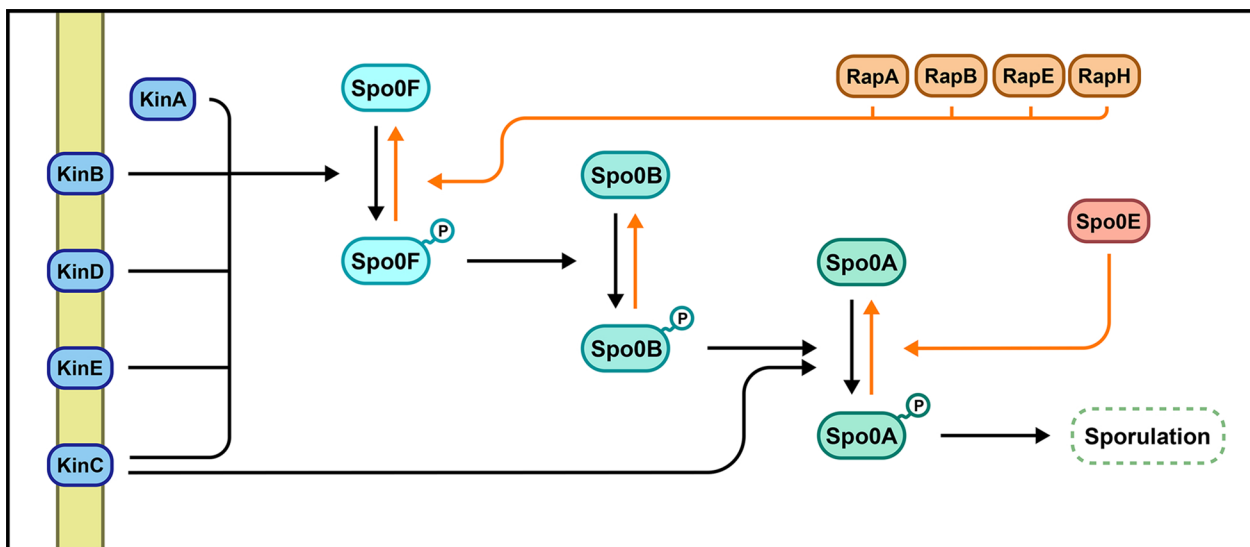 KinA
KinB
KinD
KinE
KinC
Spo0F
P
Spo0F
Spo0B
P
Spo0B
Spo0A
P
Spo0A
RapA
RapB
RapE
RapH
Spo0E
Sporulation